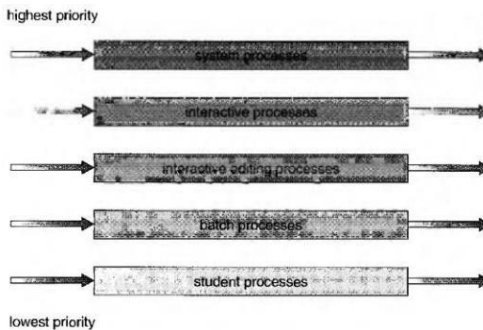 highest priority
system processes
interactive processes
interactive editing processes
batch processes
student processes
lowest priority